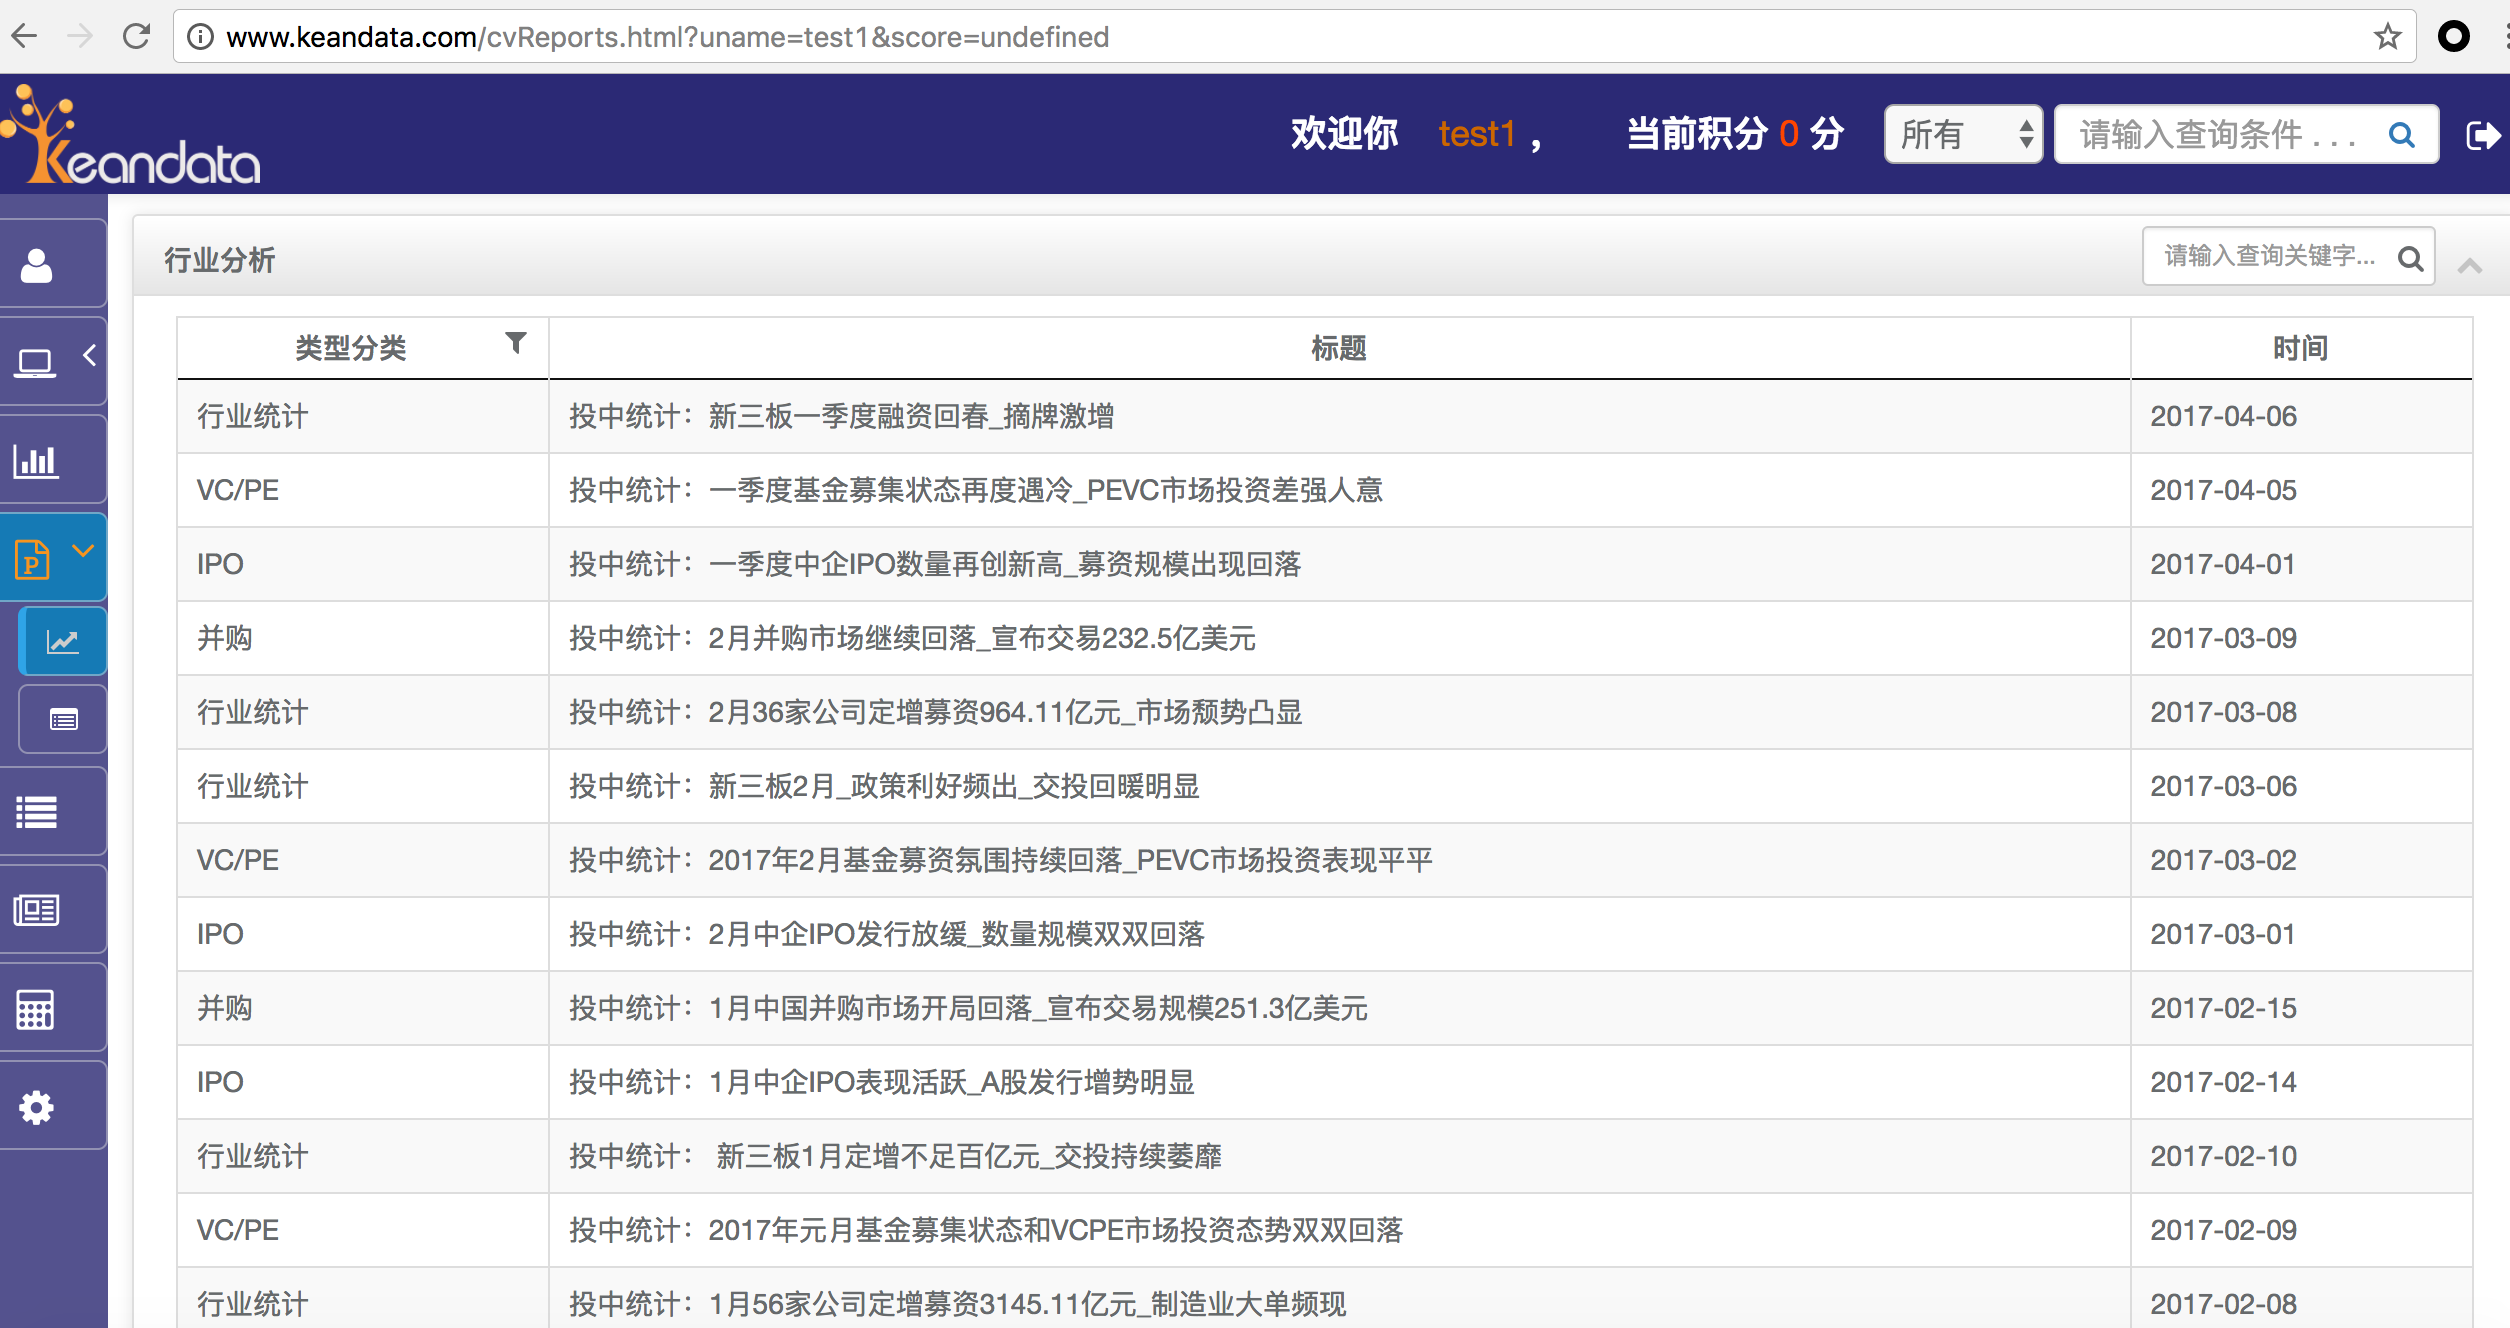 www.keandata.com/cvReports.html?uname=test1&score=undefined
Keandata
欢迎你 test1 , 当前积分 0 分 所有 请输入查询条件 . . .
行业分析 请输入查询关键字...
类型分类 标题 时间
行业统计 投中统计：新三板一季度融资回春_摘牌激增 2017-04-06
VC/PE 投中统计：一季度基金募集状态再度遇冷_PEVC市场投资差强人意 2017-04-05
IPO 投中统计：一季度中企IPO数量再创新高_募资规模出现回落 2017-04-01
并购 投中统计：2月并购市场继续回落_宣布交易232.5亿美元 2017-03-09
行业统计 投中统计：2月36家公司定增募资964.11亿元_市场颓势凸显 2017-03-08
行业统计 投中统计：新三板2月_政策利好频出_交投回暖明显 2017-03-06
VC/PE 投中统计：2017年2月基金募资氛围持续回落_PEVC市场投资表现平平 2017-03-02
IPO 投中统计：2月中企IPO发行放缓_数量规模双双回落 2017-03-01
并购 投中统计：1月中国并购市场开局回落_宣布交易规模251.3亿美元 2017-02-15
IPO 投中统计：1月中企IPO表现活跃_A股发行增势明显 2017-02-14
行业统计 投中统计： 新三板1月定增不足百亿元_交投持续萎靡 2017-02-10
VC/PE 投中统计：2017年元月基金募集状态和VCPE市场投资态势双双回落 2017-02-09
行业统计 投中统计：1月56家公司定增募资3145.11亿元_制造业大单频现 2017-02-08